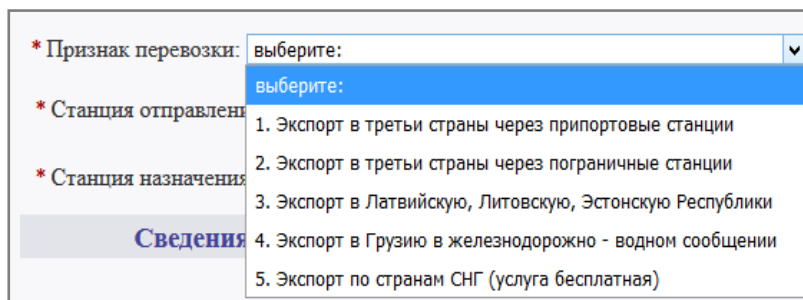 * Признак перевозки: выберите:
выберите:
* Станция отправлени
1. Экспорт в третьи страны через припортовые станции
2. Экспорт в третьи страны через пограничные станции
* Станция назначения
3. Экспорт в Латвийскую, Литовскую, Эстонскую Республики
Сведения
4. Экспорт в Грузию в железнодорожно - водном сообщении
5. Экспорт по странам СНГ (услуга бесплатная)